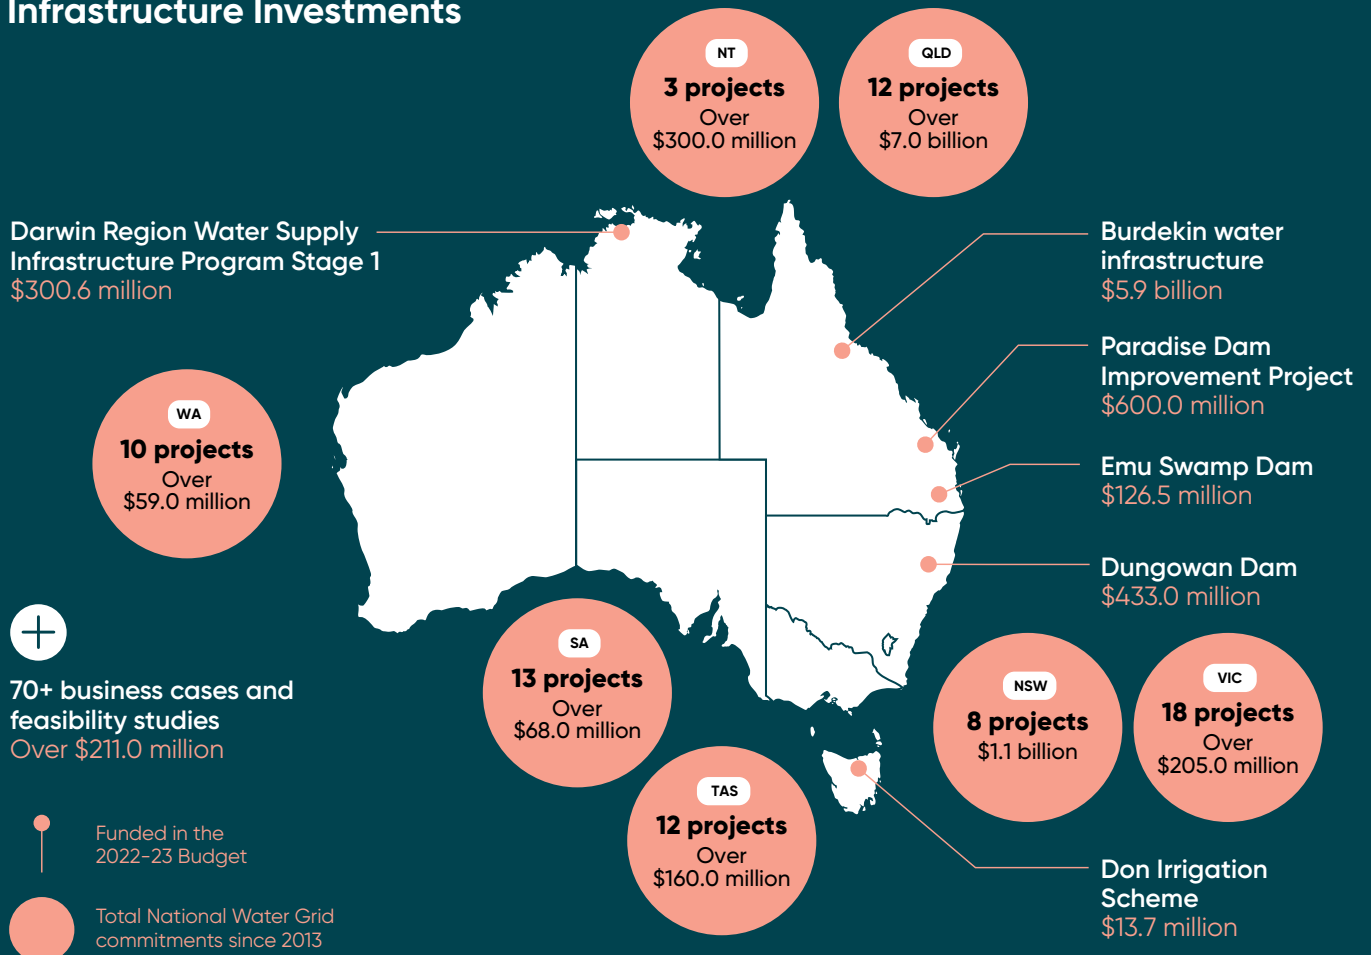 Infrastructure Investments
NT
3 projects
Over
$300.0 million
QLD
12 projects
Over
$7.0 billion
Darwin Region Water Supply
Infrastructure Program Stage 1
$300.6 million
Burdekin water
infrastructure
$5.9 billion
Paradise Dam
Improvement Project
$600.0 million
WA
10 projects
Over
$59.0 million
Emu Swamp Dam
$126.5 million
Dungowan Dam
$433.0 million
70+ business cases and
feasibility studies
Over $211.0 million
SA
13 projects
Over
$68.0 million
NSW
8 projects
$1.1 billion
VIC
18 projects
Over
$205.0 million
TAS
12 projects
Over
$160.0 million
Funded in the
2022-23 Budget
Total National Water Grid
commitments since 2013
Don Irrigation
Scheme
$13.7 million